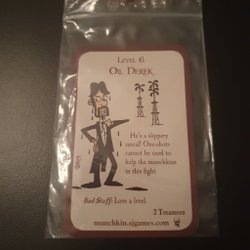 Level 6
Oil Derek
He's a slippery
rascal! One-shots
cannot be used to
help the munchkins
in this fight.
Bad Stuff: Lose a level.
2 Treasures
munchkin.sjgames.com